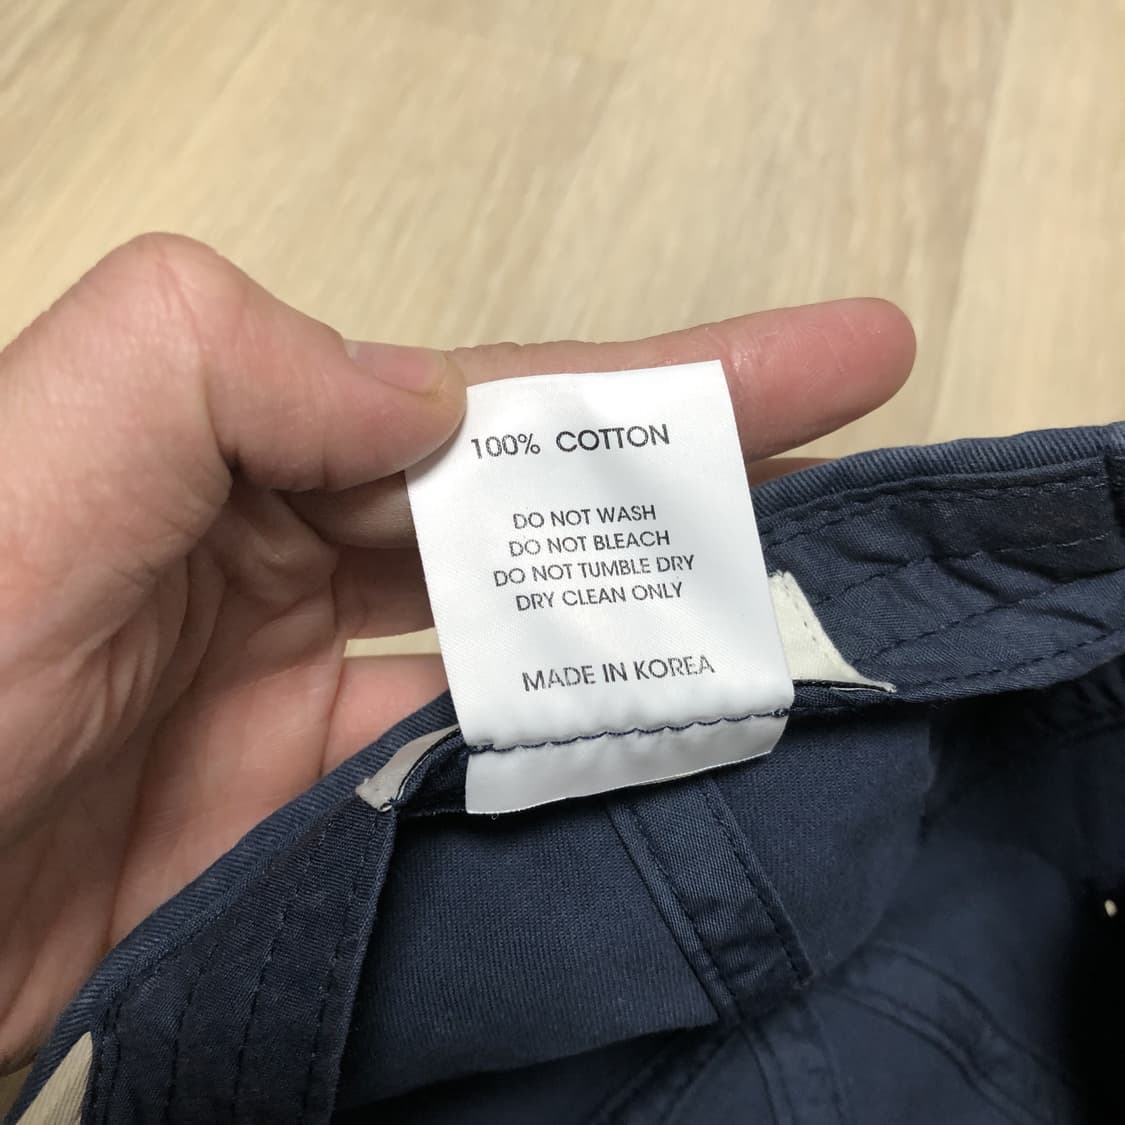 100% COTTON
DO NOT WASH
DO NOT BLEACH
DO NOT TUMBLE DRY
DRY CLEAN ONLY
MADE IN KOREA